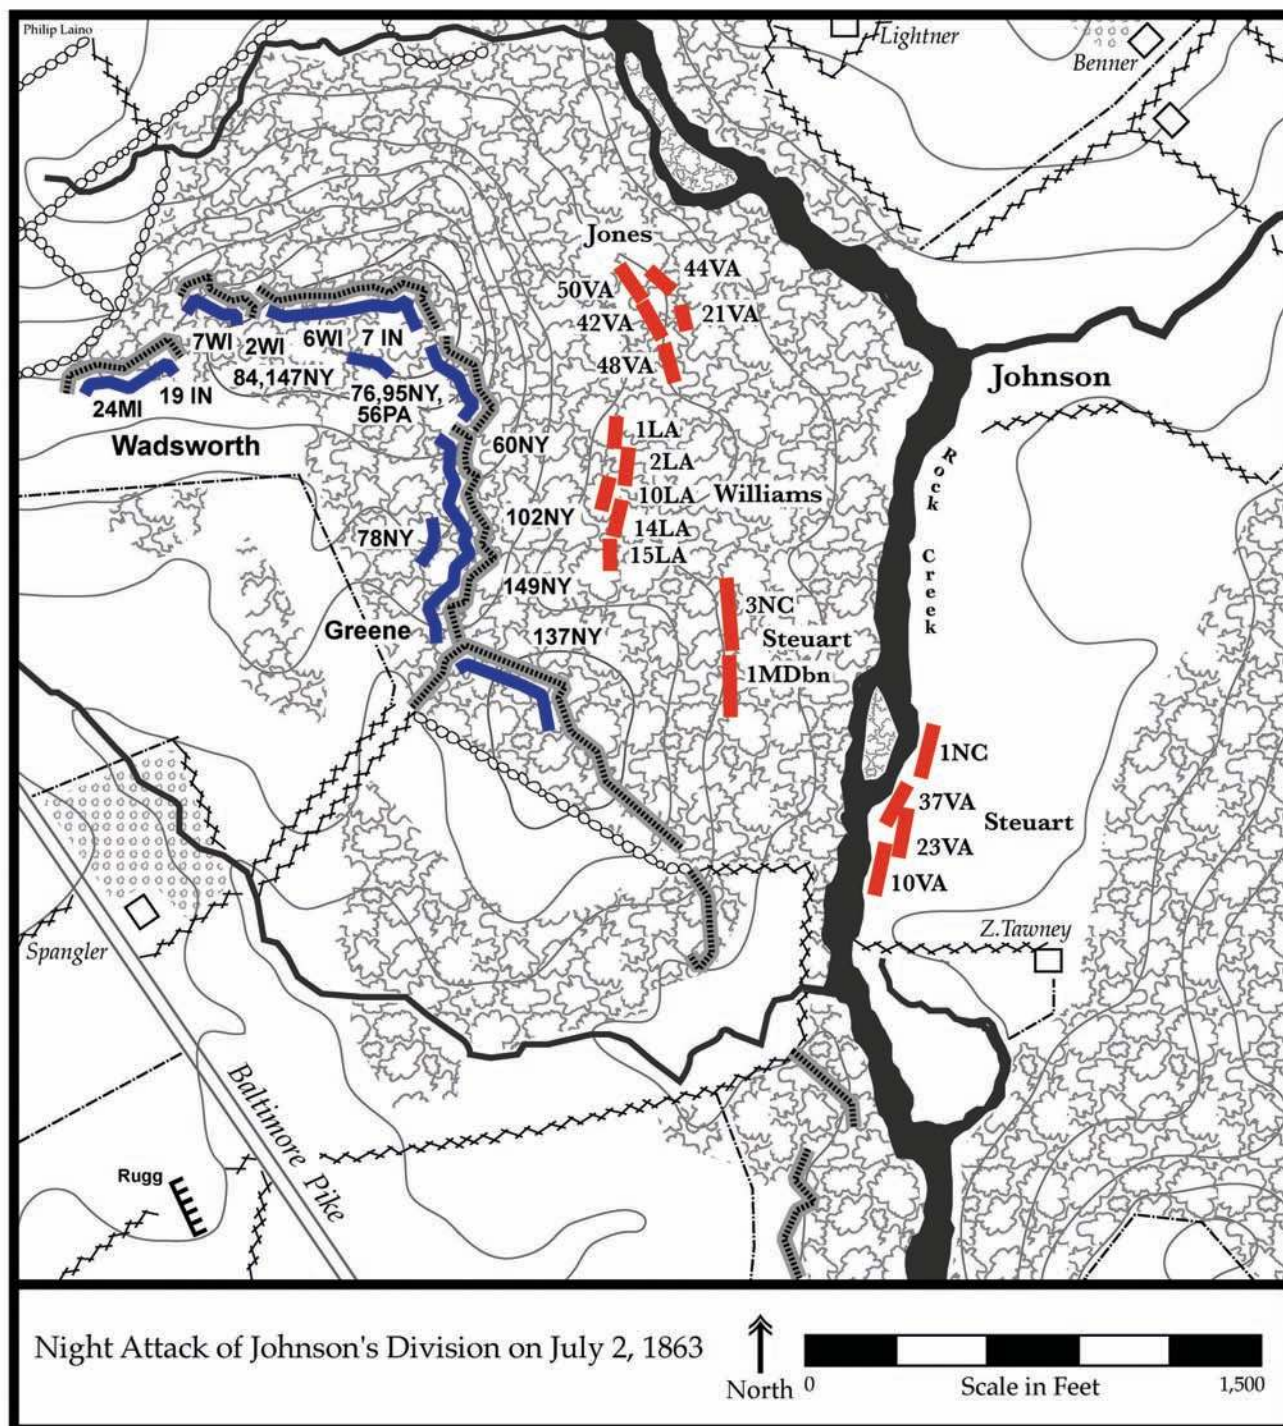 Philip Laino
Lightner
Benner
Jones
44VA
50VA
21VA
42VA
48VA
7WI
2WI
6WI
7 IN
84,147NY
76,95NY,
56PA
19 IN
24MI
Wadsworth
Johnson
60NY
1LA
2LA
10LA
Williams
102NY
14LA
15LA
78NY
149NY
Rock Creek
Greene
137NY
3NC
Steuart
1MDbn
1NC
37VA
Steuart
23VA
10VA
Spangler
Z.Tawney
Baltimore Pike
Rugg
Night Attack of Johnson's Division on July 2, 1863
North
0
Scale in Feet
1,500